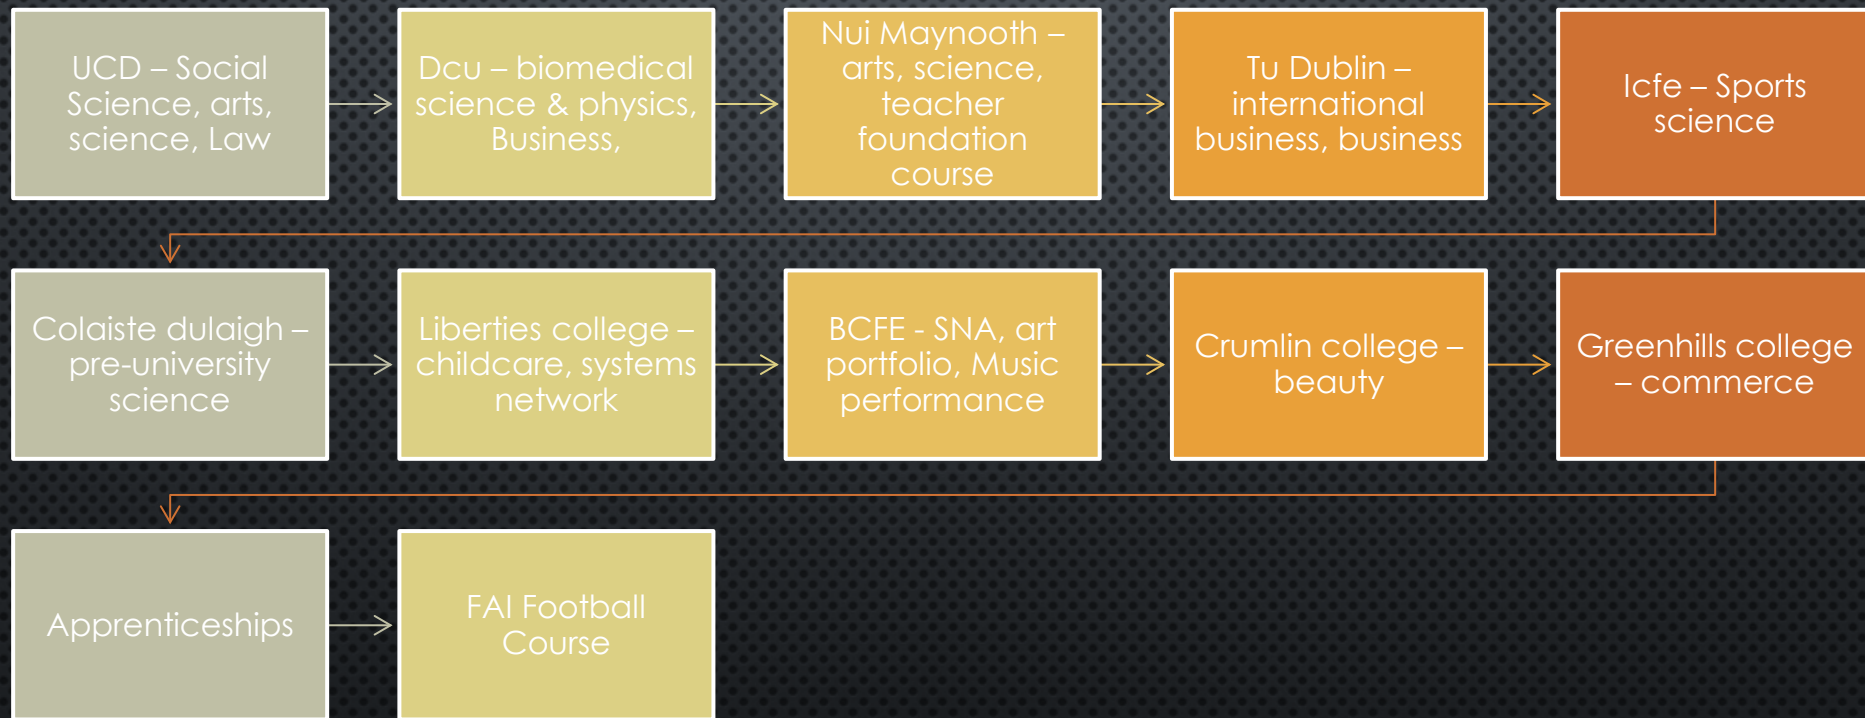 UCD – Social
Science, arts,
science, Law
Dcu – biomedical
science & physics,
Business,
Nui Maynooth –
arts, science,
teacher
foundation
course
Tu Dublin –
international
business, business
Icfe – Sports
science
Colaiste dulaigh –
pre-university
science
Liberties college –
childcare, systems
network
BCFE - SNA, art
portfolio, Music
performance
Crumlin college –
beauty
Greenhills college
– commerce
Apprenticeships
FAI Football
Course